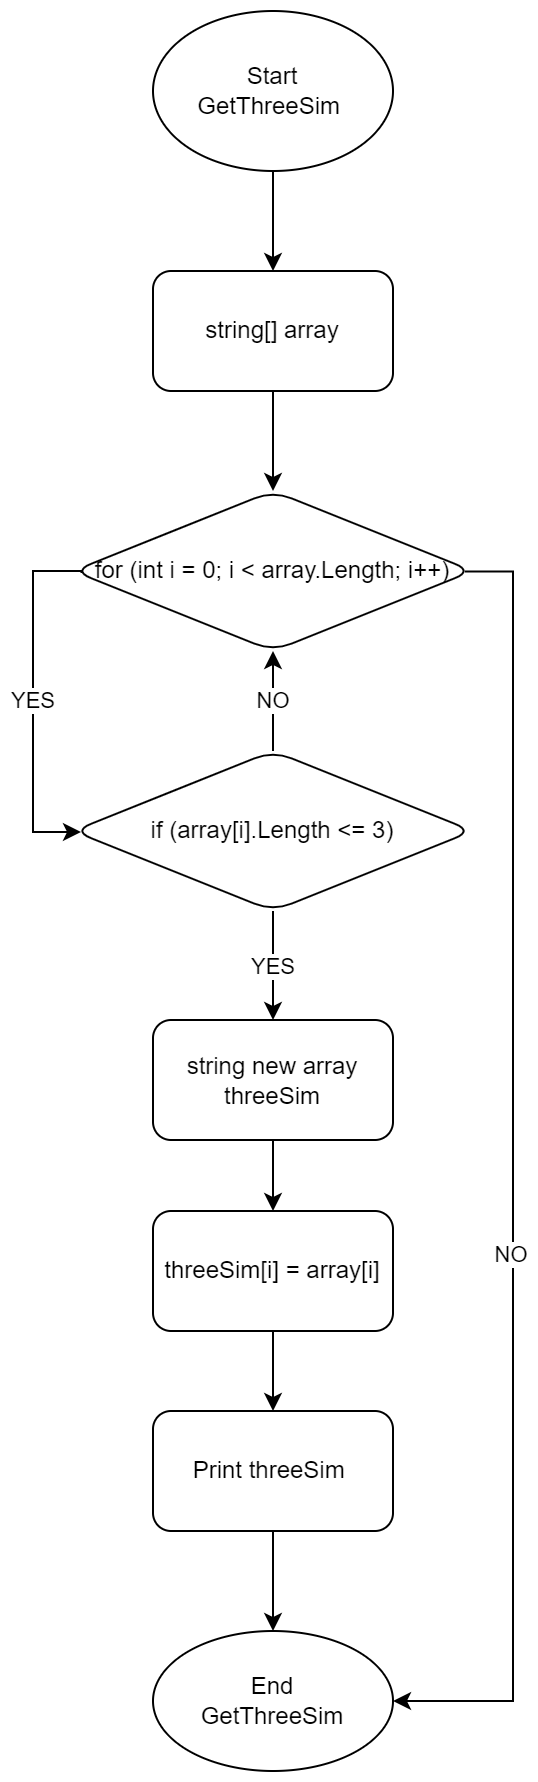 Start
GetThreeSim
string[] array
for (int i = 0; i < array.Length; i++)
YES
NO
if (array[i].Length <= 3)
YES
string new array
threeSim
threeSim[i] = array[i]
NO
Print threeSim
End
GetThreeSim